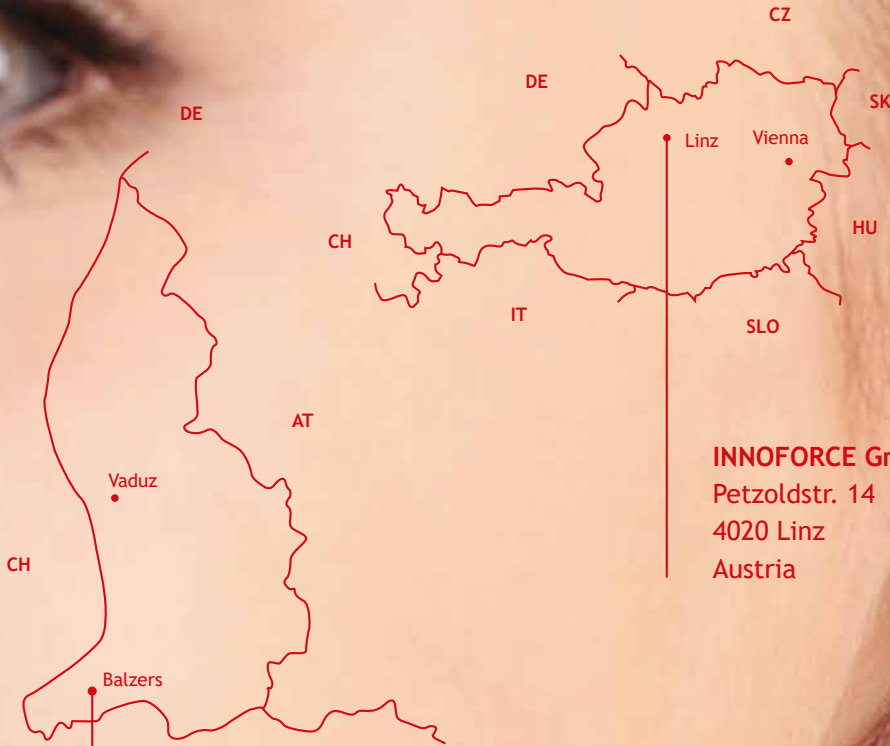 CZ
DE
SK
DE
Linz
Vienna
CH
HU
IT
SLO
AT
INNOFORCE
Petzoldstr. 14
4020 Linz
Austria
Vaduz
CH
Balzers